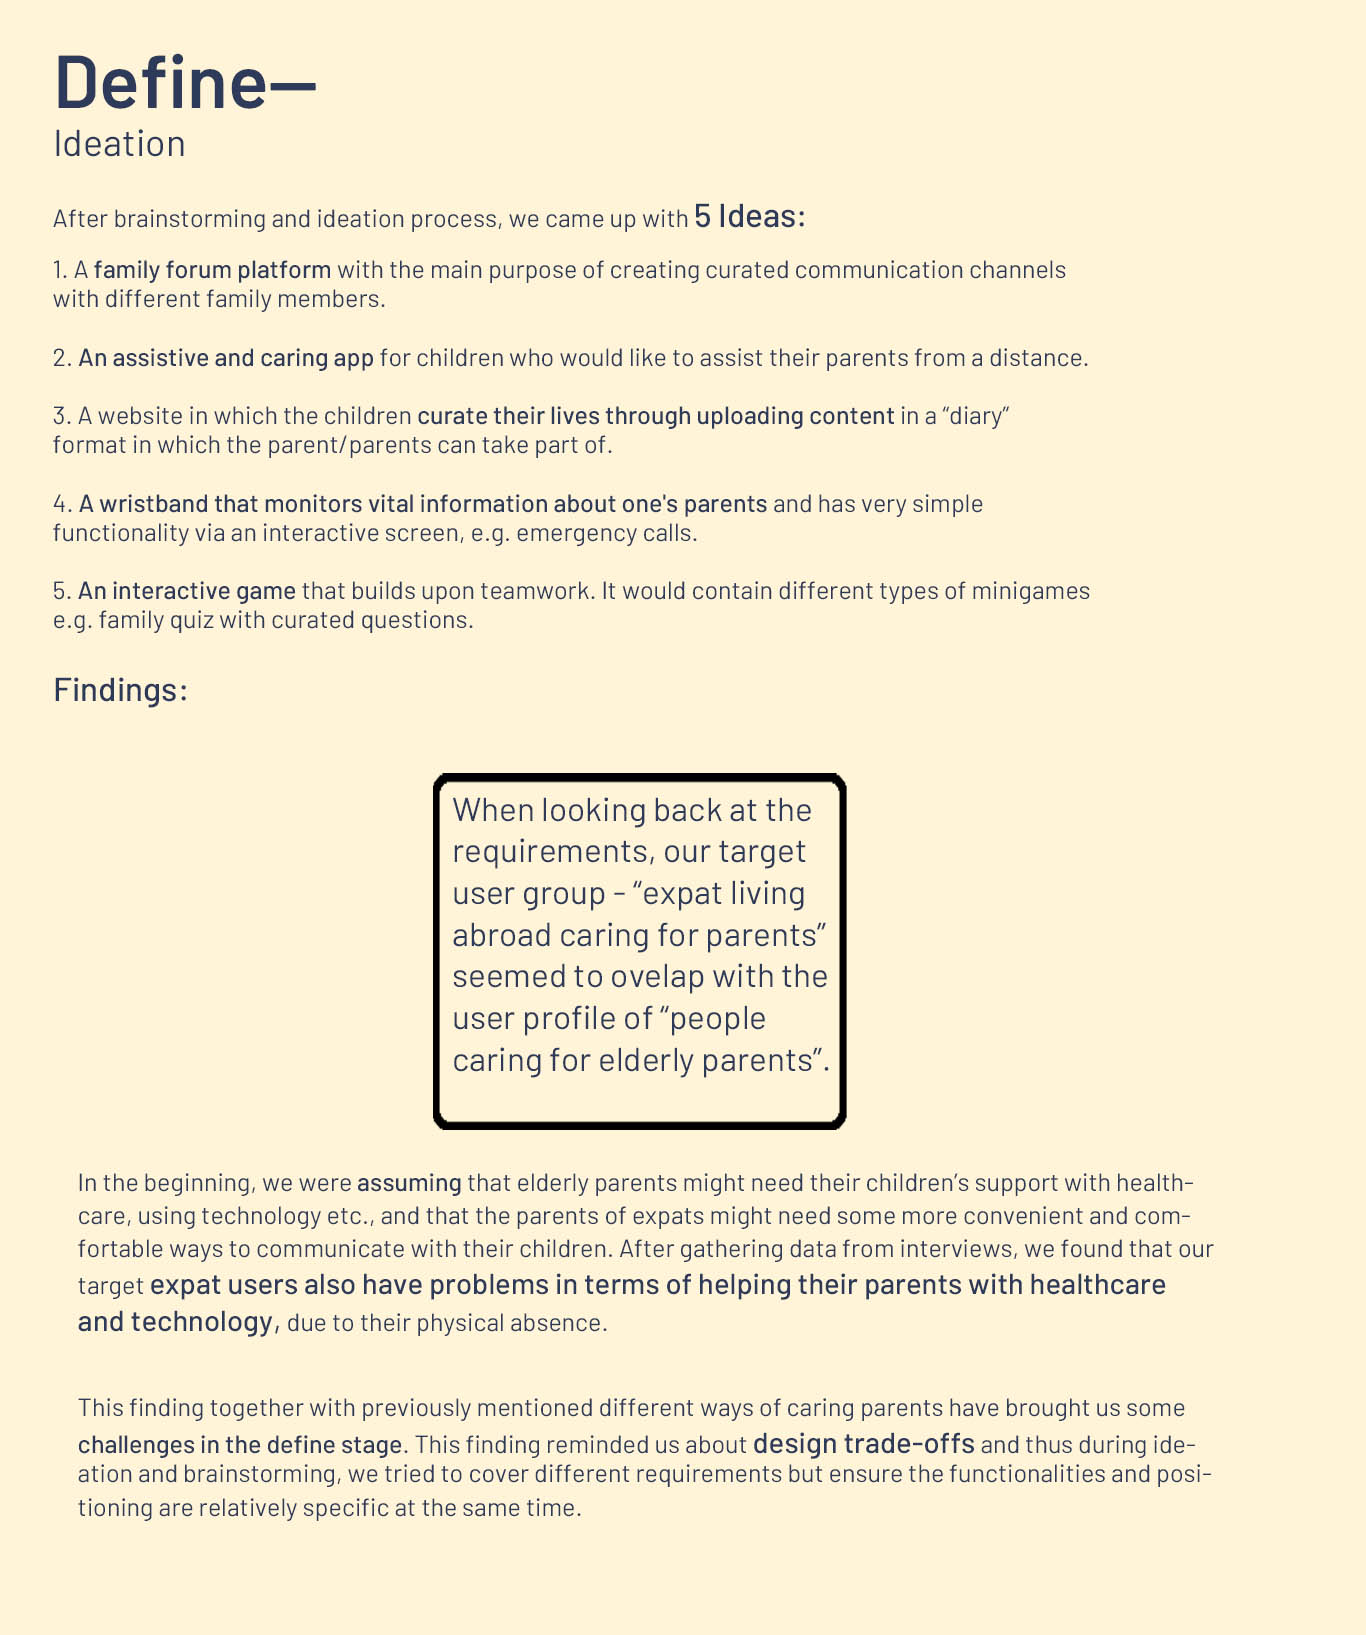 Define—
Ideation
After brainstorming and ideation process, we came up with 5 Ideas:
1. A family forum platform with the main purpose of creating curated communication channels
with different family members.
2. An assistive and caring app for children who would like to assist their parents from a distance.
3. A website in which the children curate their lives through uploading content in a “diary”
format in which the parent/parents can take part of.
4. A wristband that monitors vital information about one's parents and has very simple
functionality via an interactive screen, e.g. emergency calls.
5. An interactive game that builds upon teamwork. It would contain different types of minigames
e.g. family quiz with curated questions.
Findings:
When looking back at the
requirements, our target
user group - “expat living
abroad caring for parents”
seemed to ovelap with the
user profile of “people
caring for elderly parents”.
In the beginning, we were assuming that elderly parents might need their children’s support with health-
care, using technology etc., and that the parents of expats might need some more convenient and com-
fortable ways to communicate with their children. After gathering data from interviews, we found that our
target expat users also have problems in terms of helping their parents with healthcare
and technology, due to their physical absence.
This finding together with previously mentioned different ways of caring parents have brought us some
challenges in the define stage. This finding reminded us about design trade-offs and thus during ide-
ation and brainstorming, we tried to cover different requirements but ensure the functionalities and posi-
tioning are relatively specific at the same time.